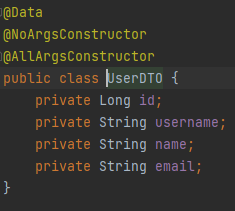 @Data
@NoArgsConstructor
@AllArgsConstructor
public class UserDTO {
    private Long id;
    private String username;
    private String name;
    private String email;
}